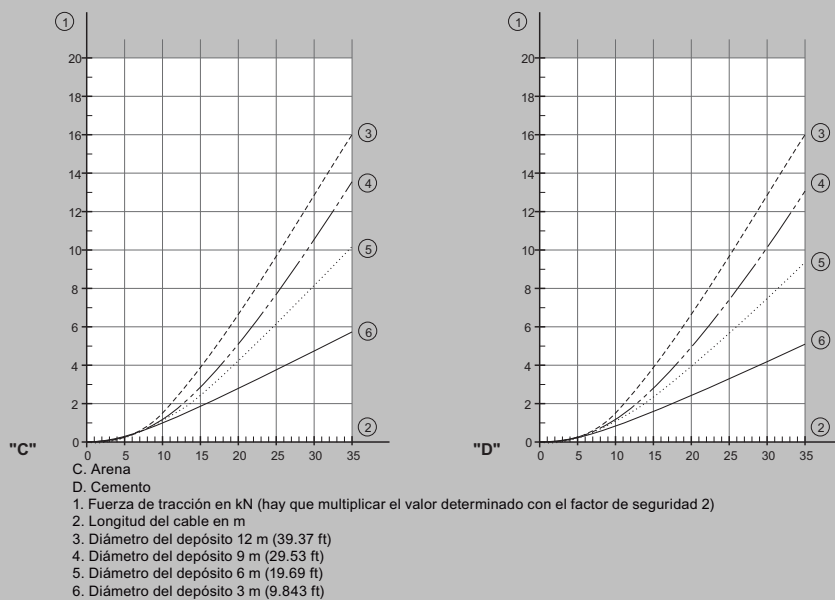 1 1
20 20
18 18
16 3 16 3
14 4 14 4
12 12
10 5 10 5
8 8
6 6 6 6
4 4
2 2 2 2
"C" 0 "D" 0
0 5 10 15 20 25 30 35 0 5 10 15 20 25 30 35
C. Arena
D. Cemento
1. Fuerza de tracción en kN (hay que multiplicar el valor determinado con el factor de seguridad 2)
2. Longitud del cable en m
3. Diámetro del depósito 12 m (39.37 ft)
4. Diámetro del depósito 9 m (29.53 ft)
5. Diámetro del depósito 6 m (19.69 ft)
6. Diámetro del depósito 3 m (9.843 ft)